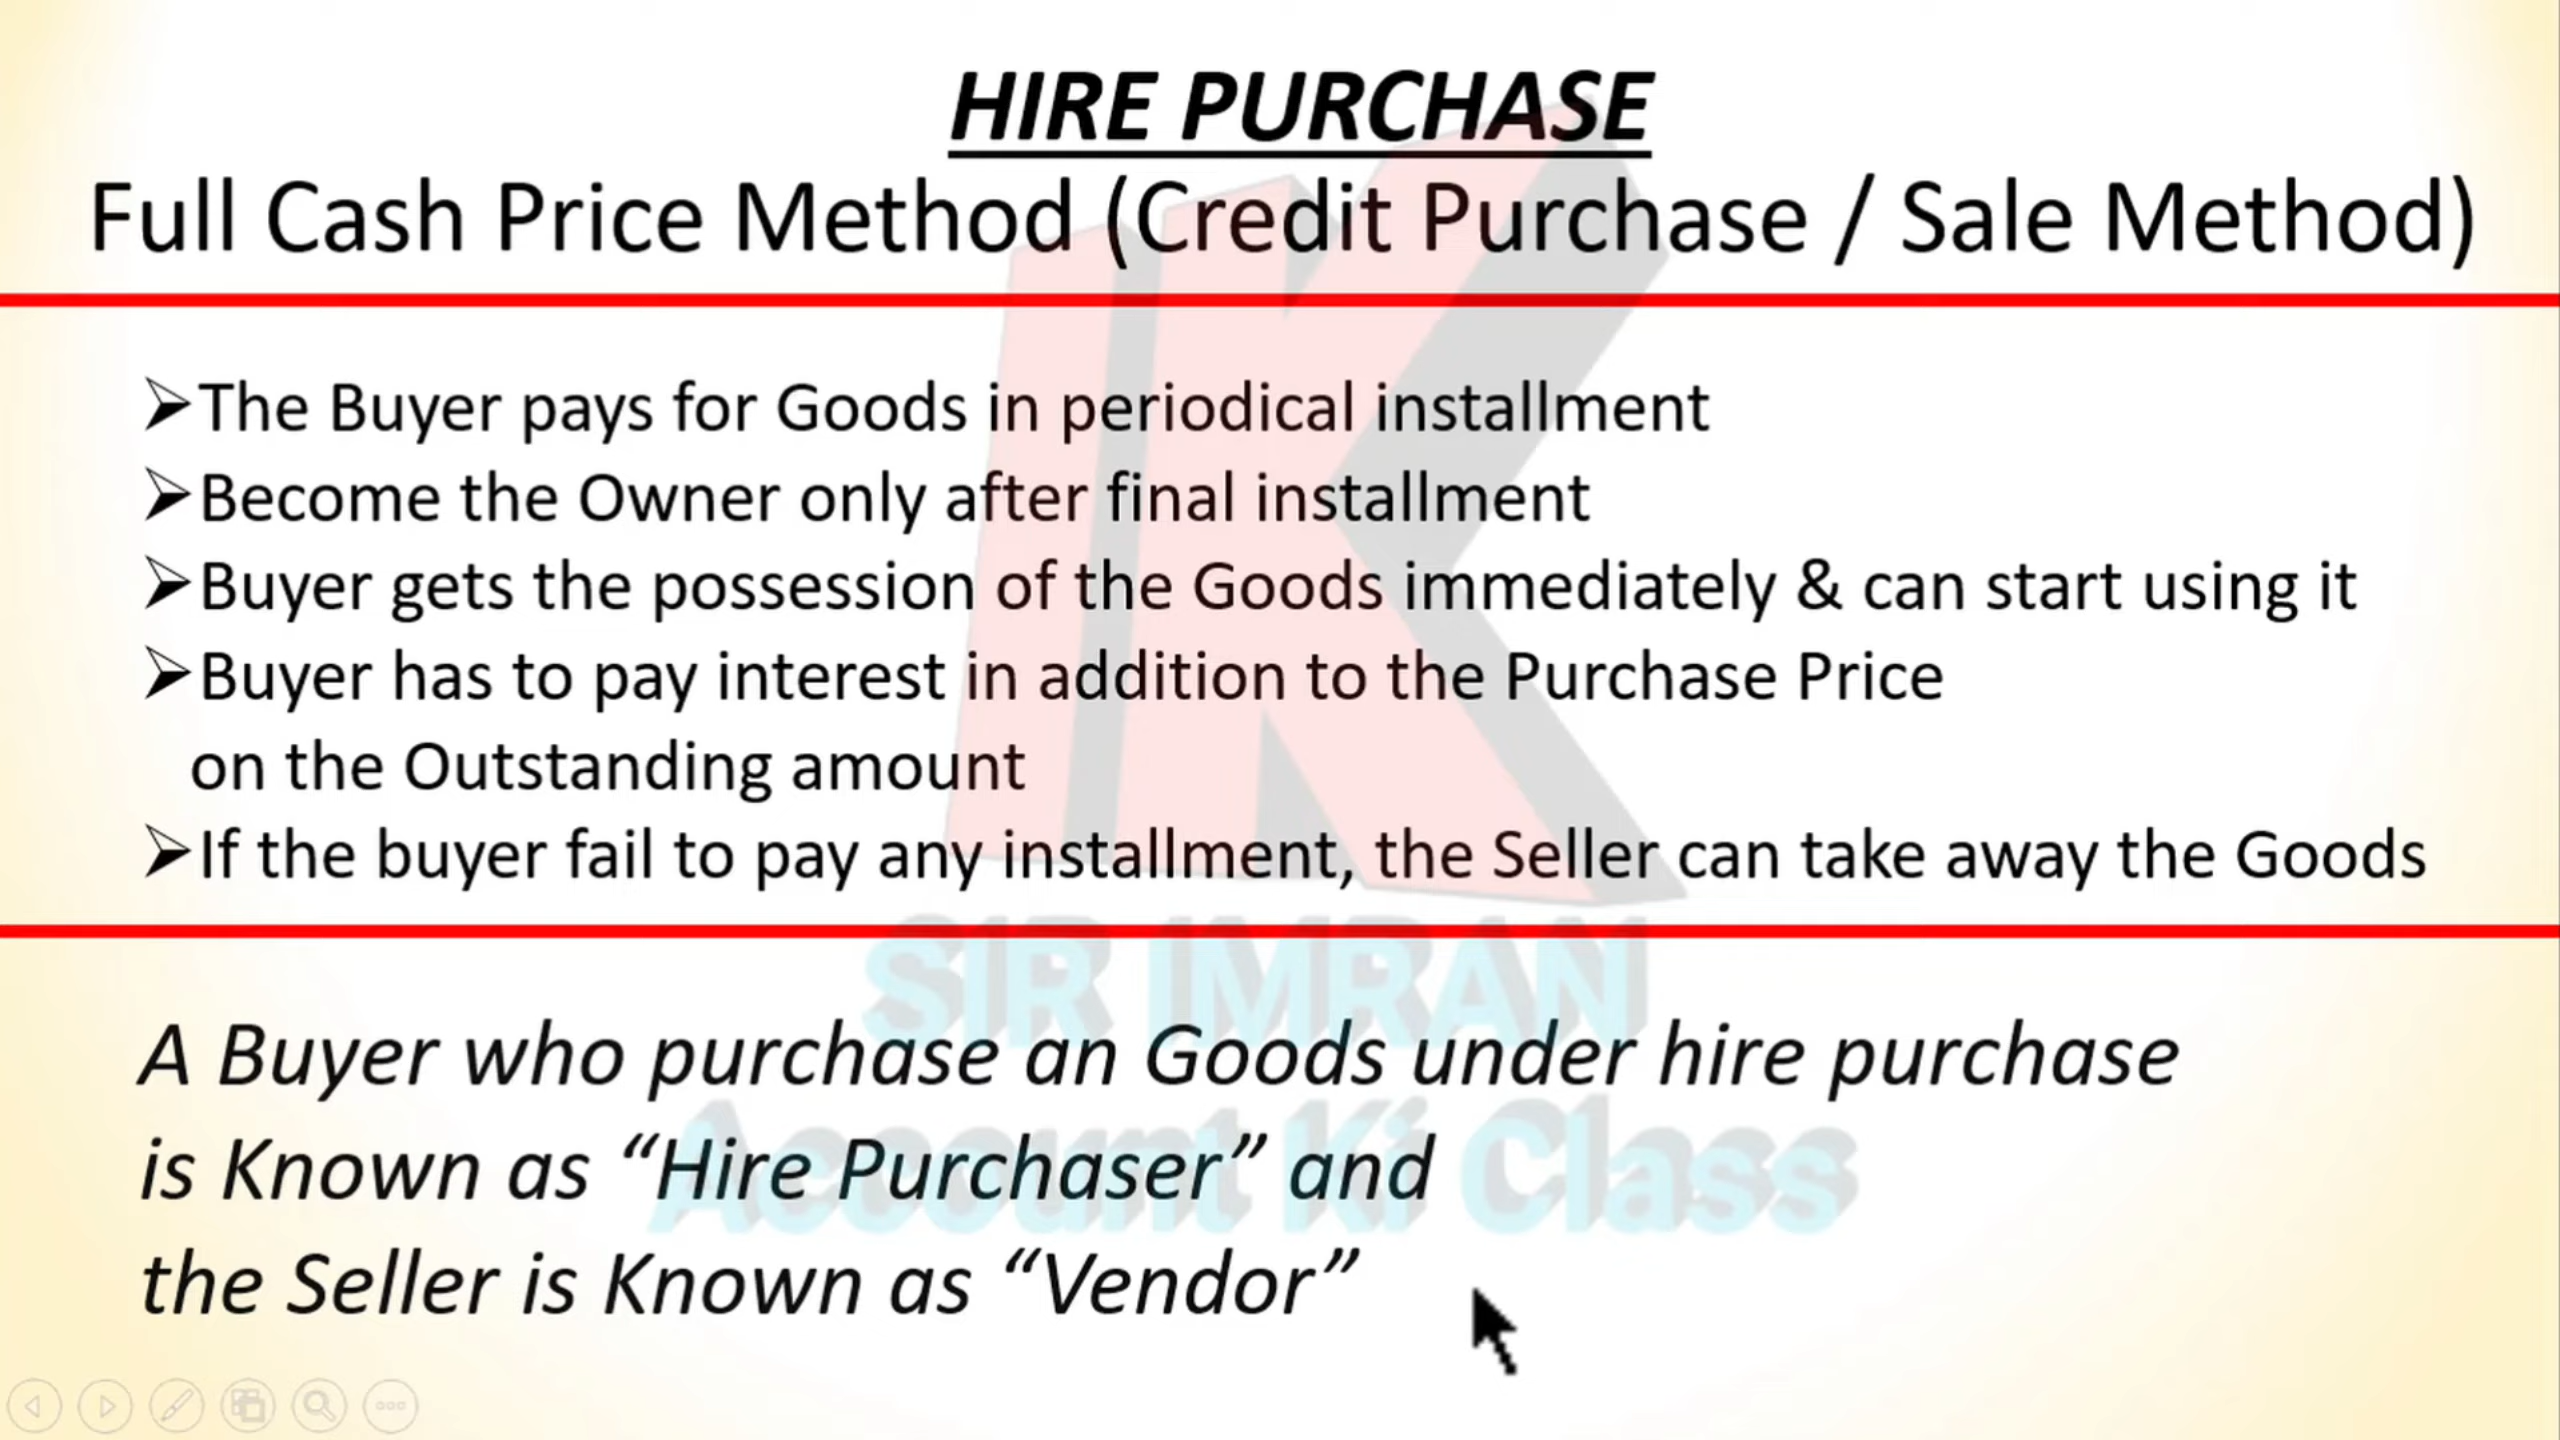 HIRE PURCHASE
Full Cash Price Method (Credit Purchase / Sale Method)
➢The Buyer pays for Goods in periodical installment
➢Become the Owner only after final installment
➢Buyer gets the possession of the Goods immediately & can start using it
➢Buyer has to pay interest in addition to the Purchase Price
on the Outstanding amount
➢If the buyer fail to pay any installment, the Seller can take away the Goods
SIR IMRAN
A Buyer who purchase an Goods under hire purchase
Account Ki Class
is Known as “Hire Purchaser” and
the Seller is Known as “Vendor”